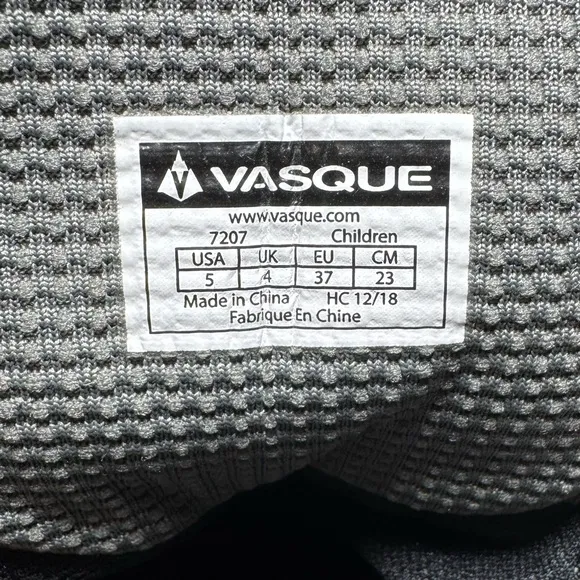 VASQUE
www.vasque.com
7207 Children
USA UK EU CM
5 4 37 23
Made in China HC 12/18
Fabrique En Chine